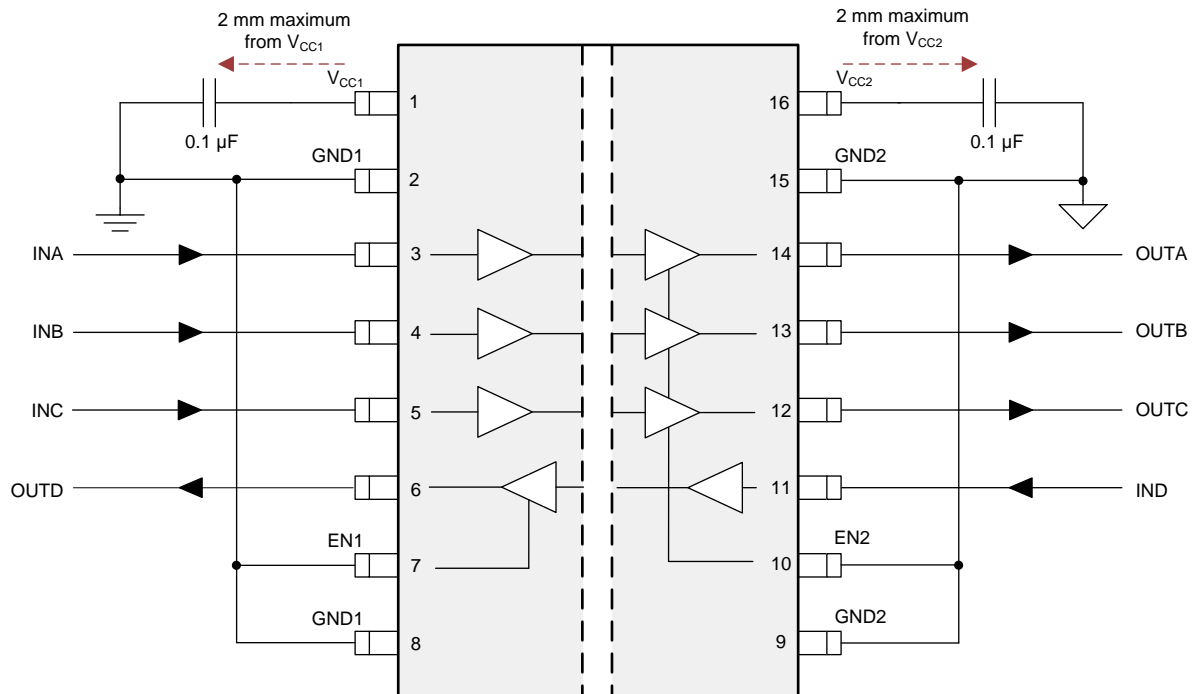 2 mm maximum
from VCC1
2 mm maximum
from VCC2
VCC1
VCC2
1
16
0.1 µF
0.1 µF
GND1
GND2
2
15
INA
3
14
OUTA
INB
4
13
OUTB
INC
5
12
OUTC
OUTD
6
11
IND
EN1
EN2
7
10
GND1
GND2
8
9